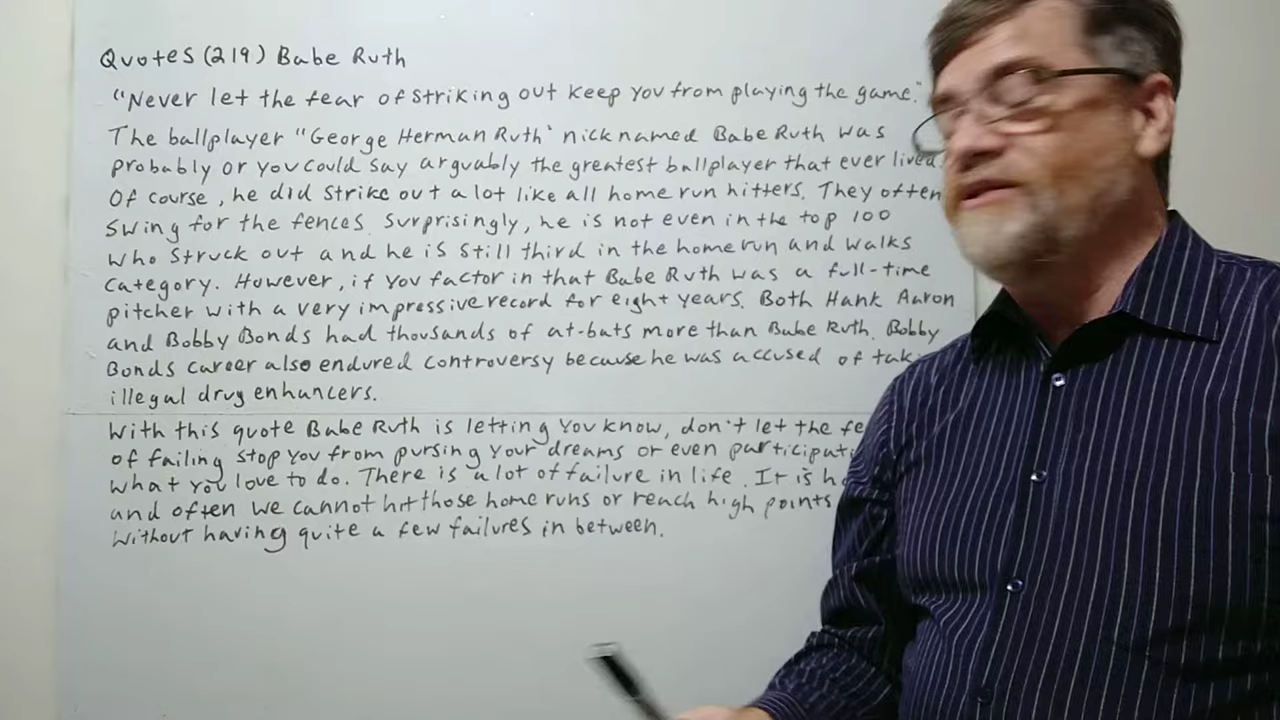 Quotes (219) Babe Ruth
"Never let the fear of striking out keep you from playing the game."
The ballplayer "George Herman Ruth" nicknamed Babe Ruth was
probably or you could say arguably the greatest ballplayer that ever lived
Of course, he did strike out a lot like all home run hitters. They often
swing for the fences. Surprisingly, he is not even in the top 100
who struck out and he is still third in the home run and walks
category. However, if you factor in that Babe Ruth was a full-time
pitcher with a very impressive record for eight years. Both Hank Aaron
and Bobby Bonds had thousands of at-bats more than Babe Ruth. Bobby
Bonds career also endured controversy because he was accused of tak
illegal drug enhancers.
With this quote Babe Ruth is letting you know, don't let the fe
of failing stop you from pursing your dreams or even participat
what you love to do. There is a lot of failure in life. It is h
and often we cannot hit those home runs or reach high points
without having quite a few failures in between.